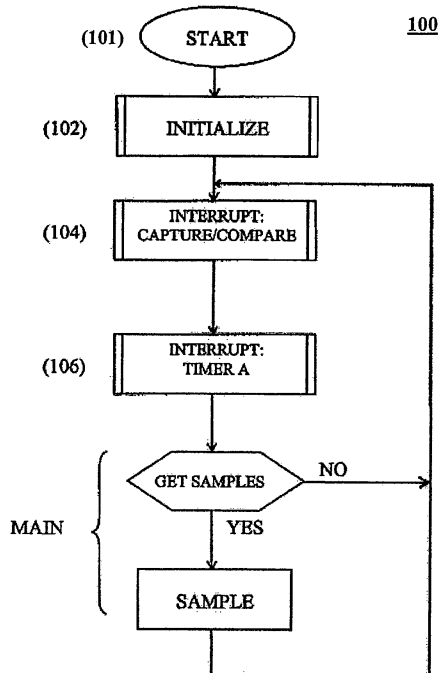 (101) START 100
(102) INITIALIZE
INTERRUPT:
(104) CAPTURE/COMPARE
INTERRUPT:
(106) TIMER A
GET SAMPLES NO
MAIN YES
SAMPLE